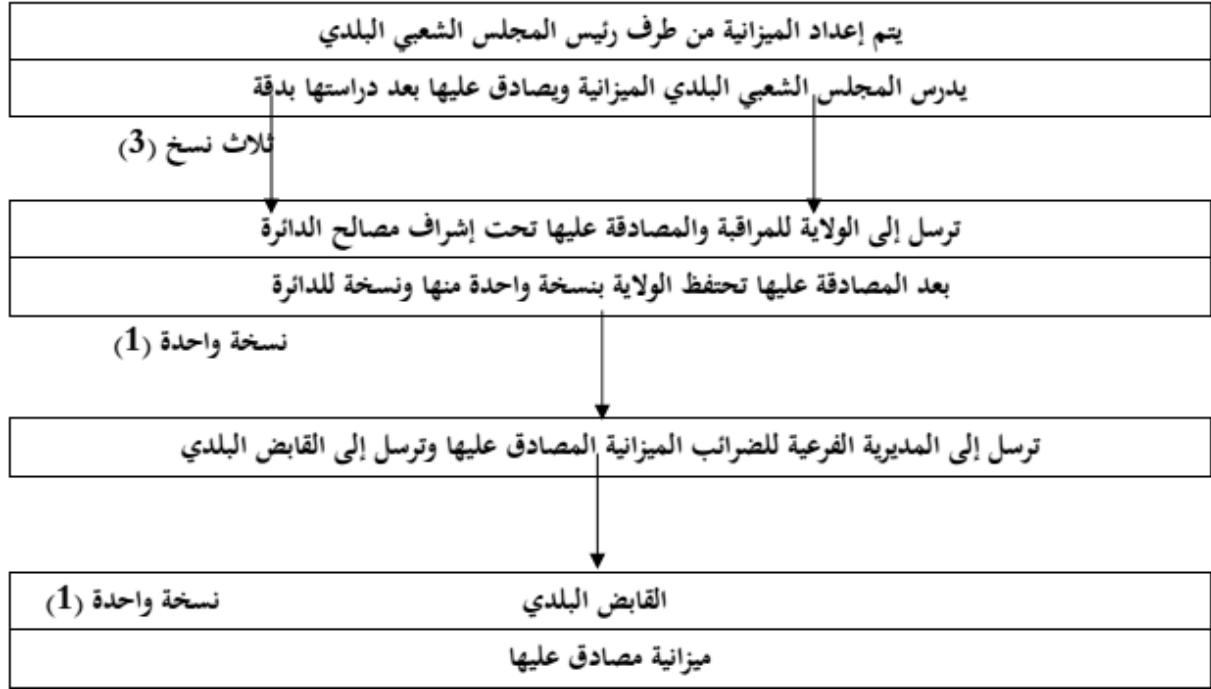 يتم إعداد الميزانية من طرف رئيس المجلس الشعبي البلدي
يدرس المجلس الشعبي البلدي الميزانية ويصادق عليها بعد دراستها بدقة
ثلاث نسخ (3)
ترسل إلى الولاية للمراقبة والمصادقة عليها تحت إشراف مصالح الدائرة
بعد المصادقة عليها تحتفظ الولاية بنسخة واحدة منها ونسخة للدائرة
نسخة واحدة (1)
ترسل إلى المديرية الفرعية للضرائب الميزانية المصادق عليها وترسل إلى القابض البلدي
القابض البلدي نسخة واحدة (1)
ميزانية مصادق عليها